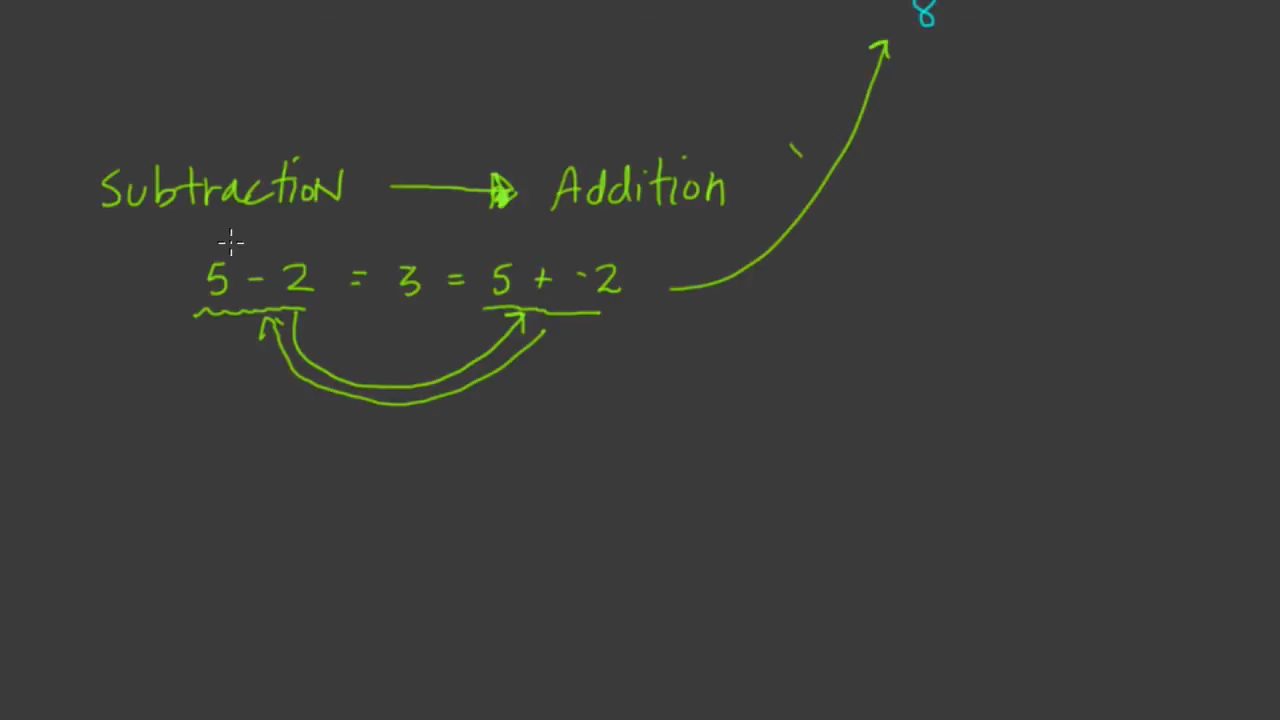 8
Subtraction → Addition
5 - 2 = 3 = 5 + -2